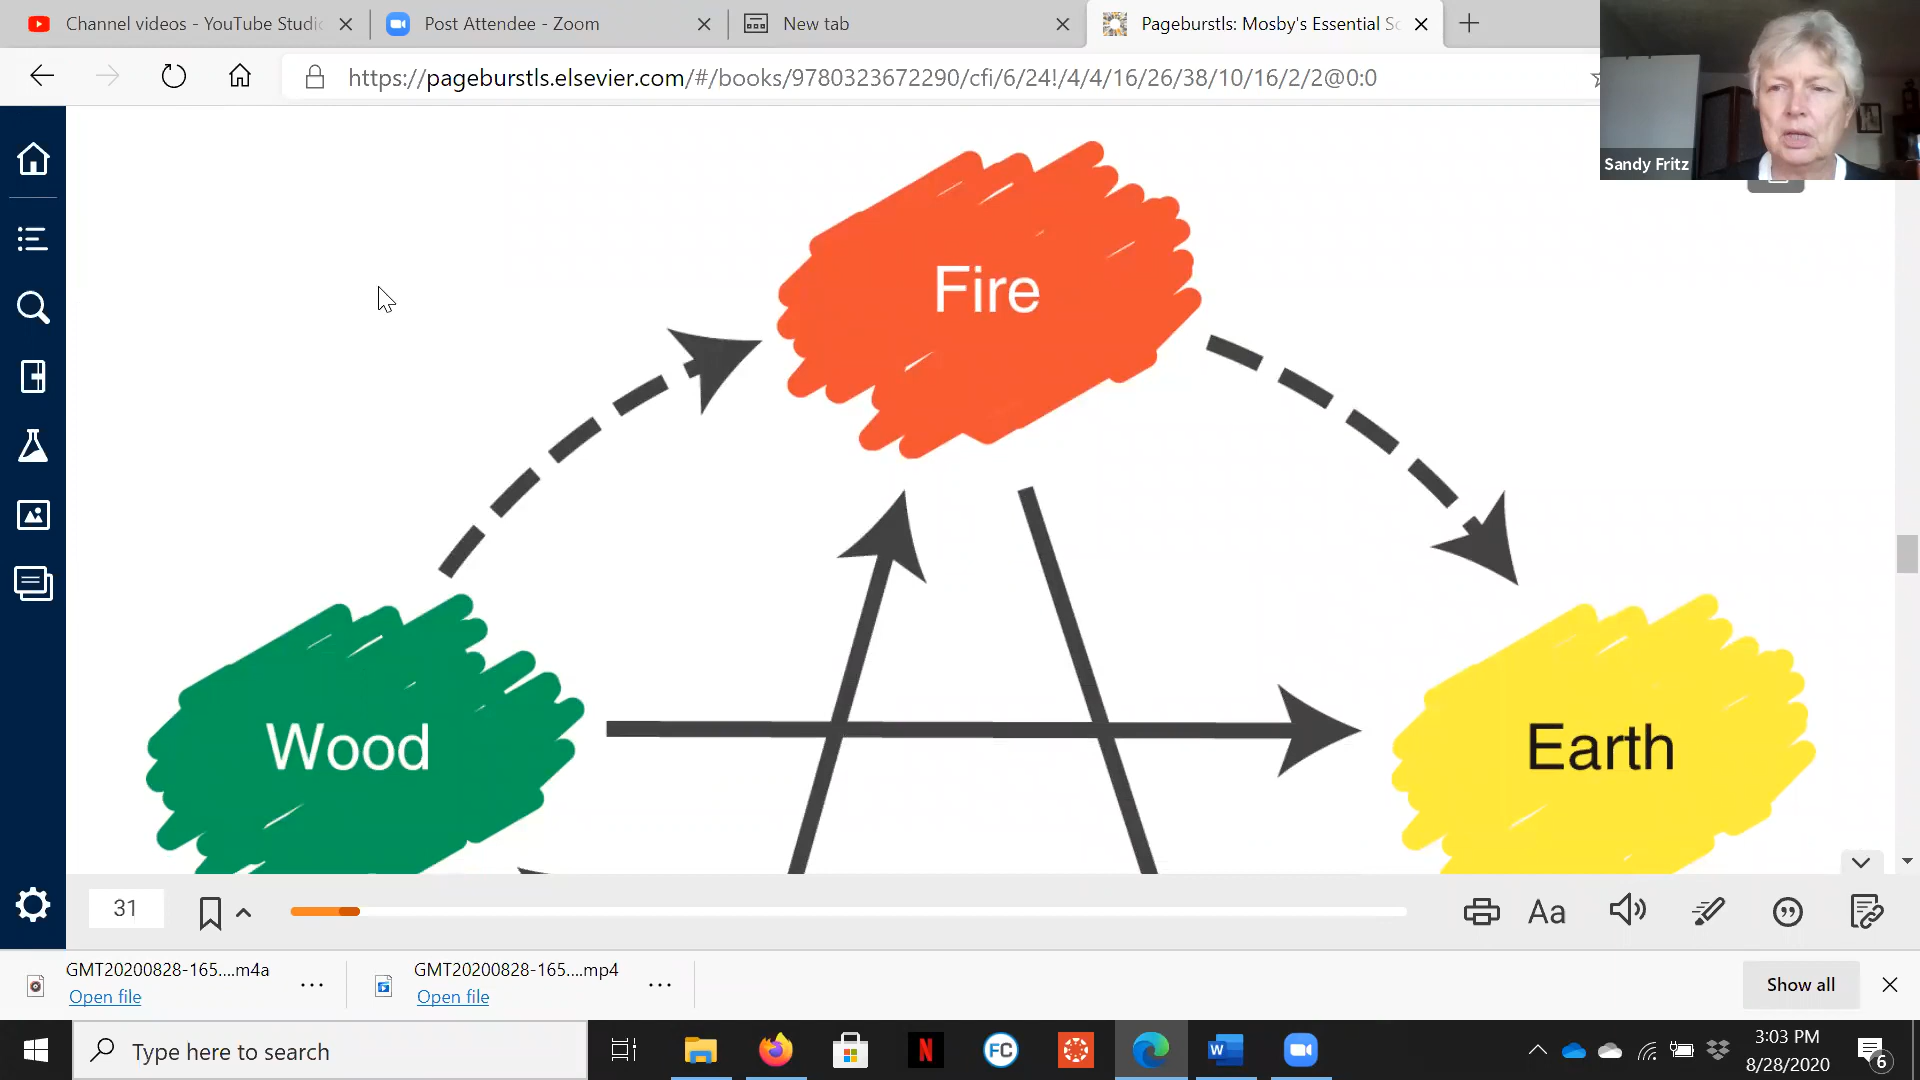 Channel videos - YouTube Studi
Post Attendee - Zoom
New tab
Pageburstls: Mosby's Essential Sc
https://pageburstls.elsevier.com/#/books/9780323672290/cfi/6/24!/4/4/16/26/38/10/16/2/2@0:0
Sandy Fritz
Fire
Wood
Earth
31
Aa
GMT20200828-165....m4a
Open file
GMT20200828-165....mp4
Open file
Show all
Type here to search
N
FC
W
3:03 PM
8/28/2020
6